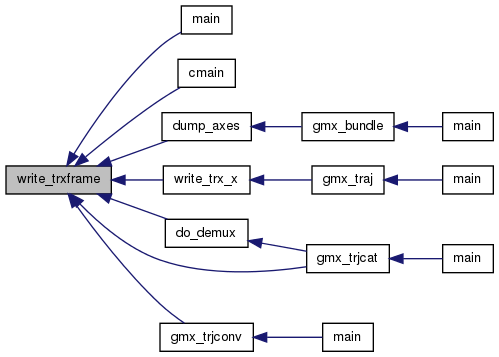 main
cmain
dump_axes
gmx_bundle
main
write_trxframe
write_trx_x
gmx_traj
main
do_demux
gmx_trjcat
main
gmx_trjconv
main